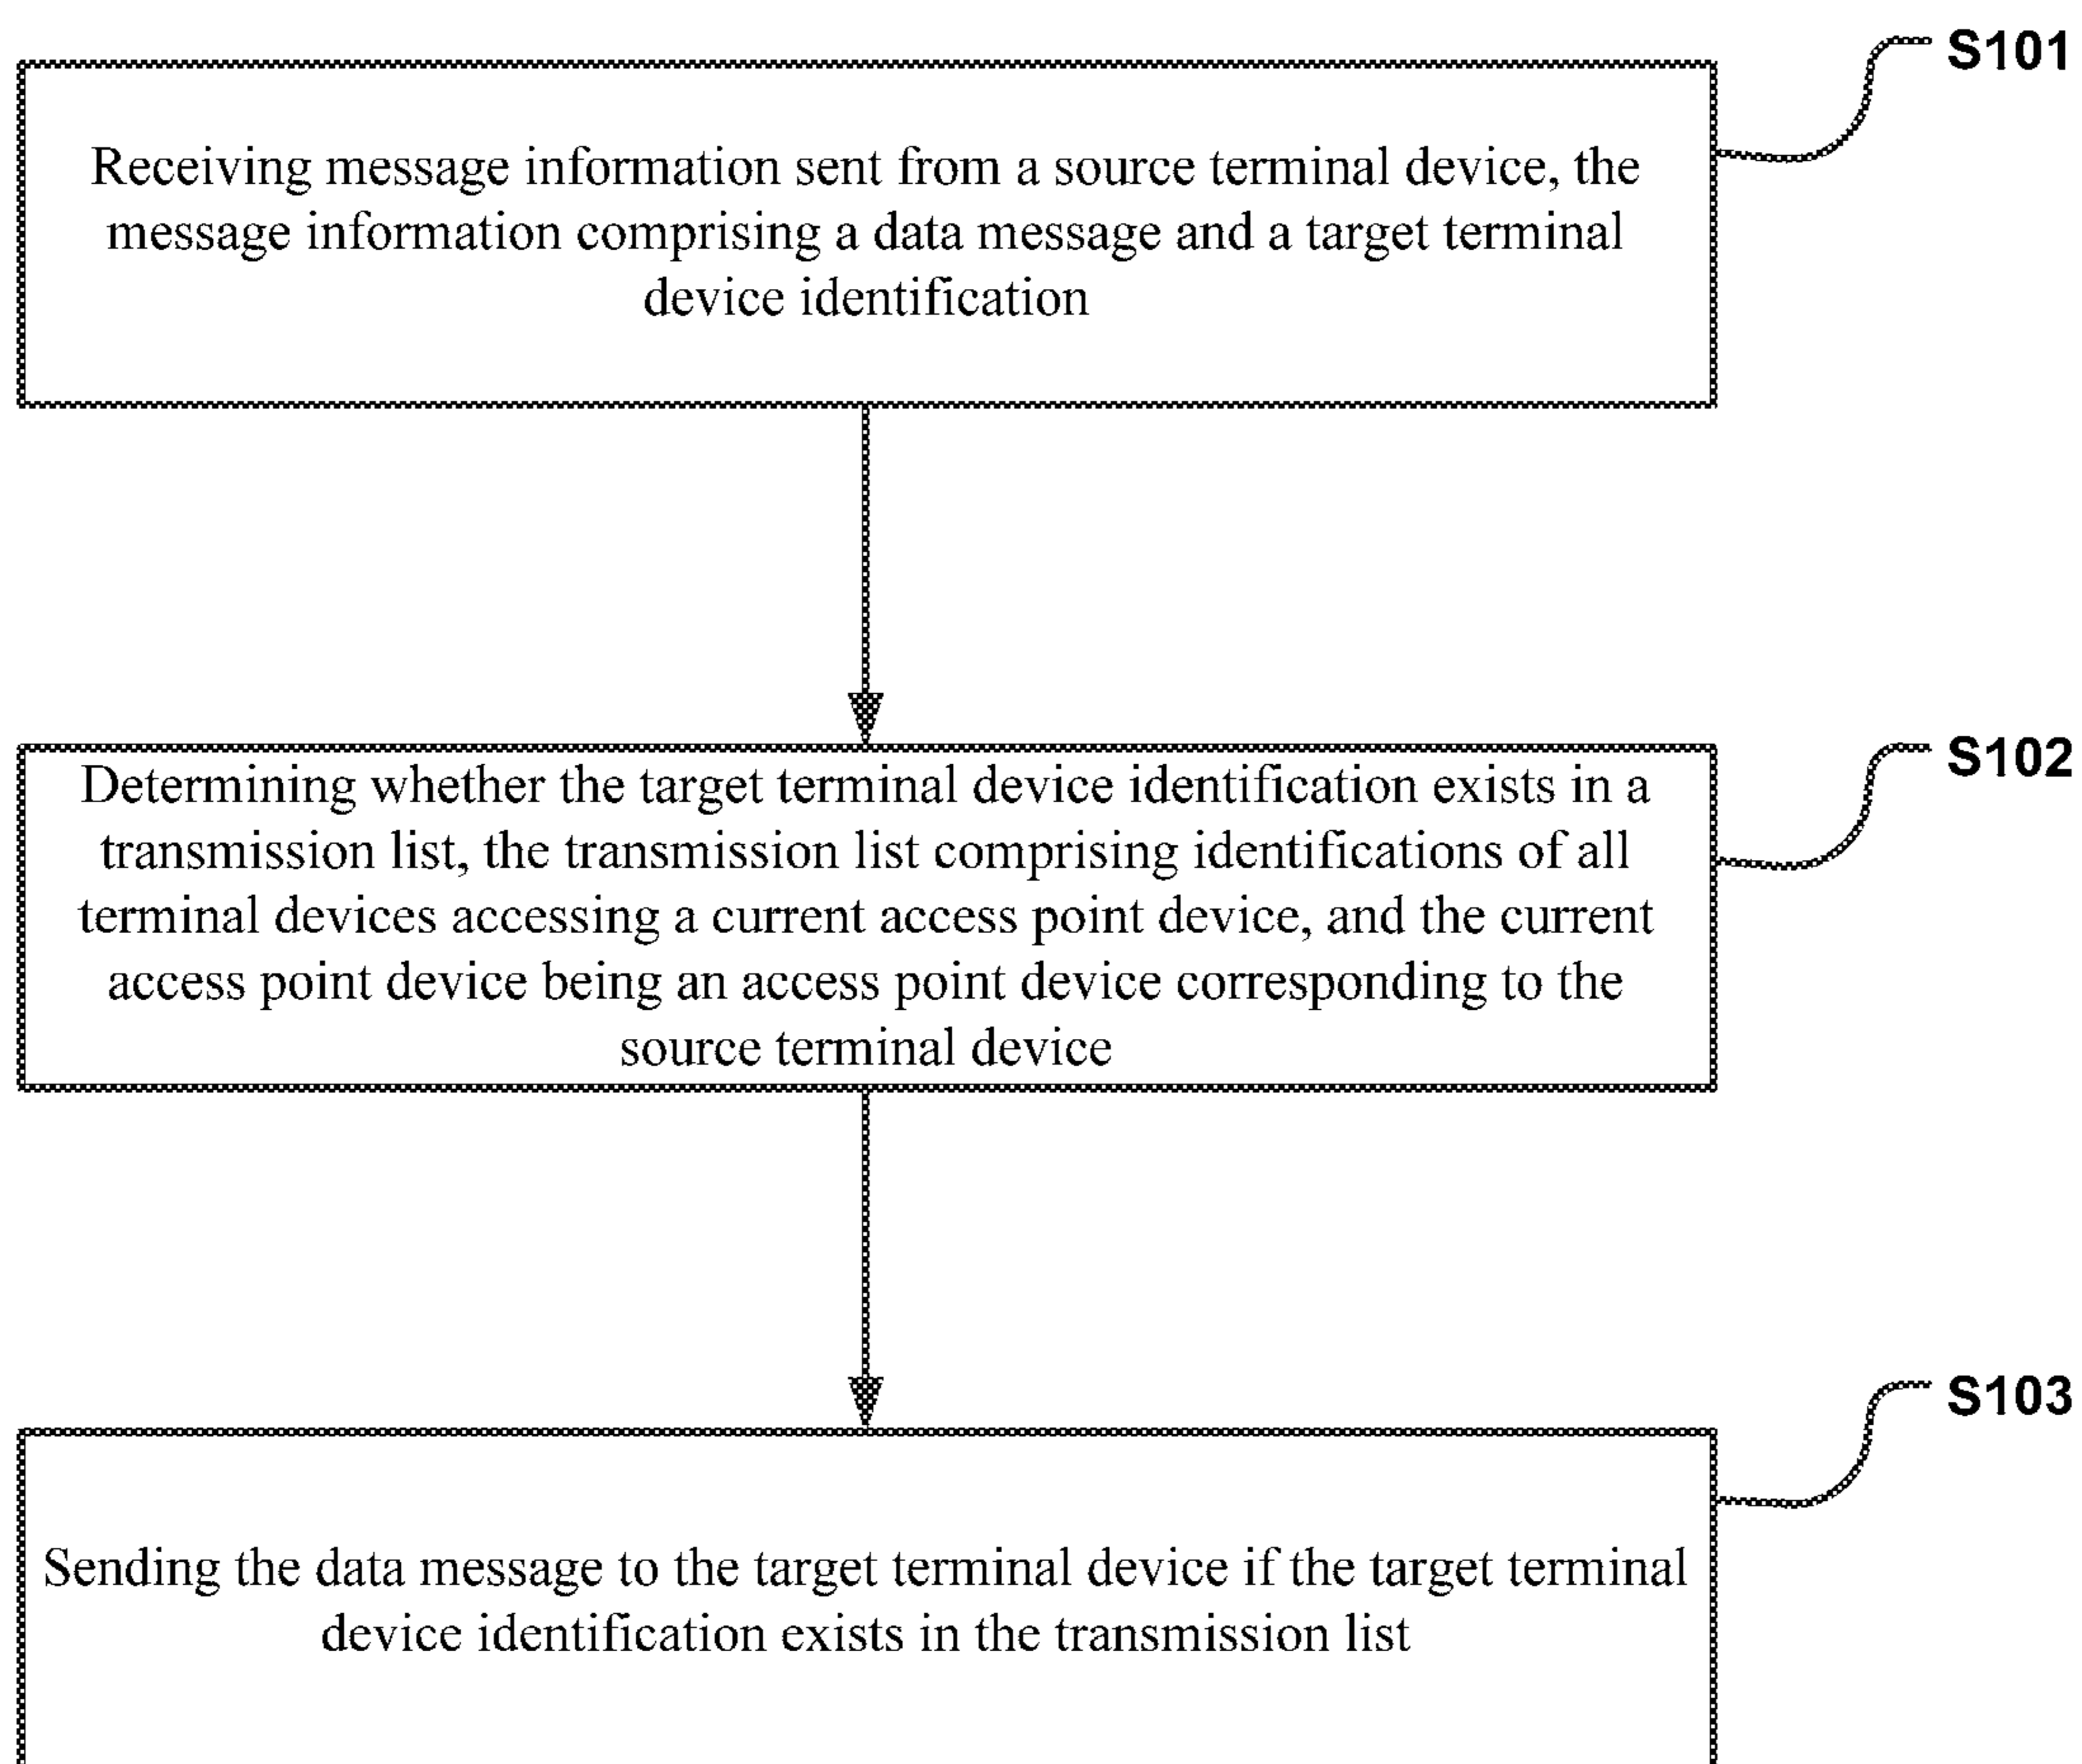 S101
Receiving message information sent from a source terminal device, the
message information comprising a data message and a target terminal
device identification
S102
Determining whether the target terminal device identification exists in a
transmission list, the transmission list comprising identifications of all
terminal devices accessing a current access point device, and the current
access point device being an access point device corresponding to the
source terminal device
S103
Sending the data message to the target terminal device if the target terminal
device identification exists in the transmission list